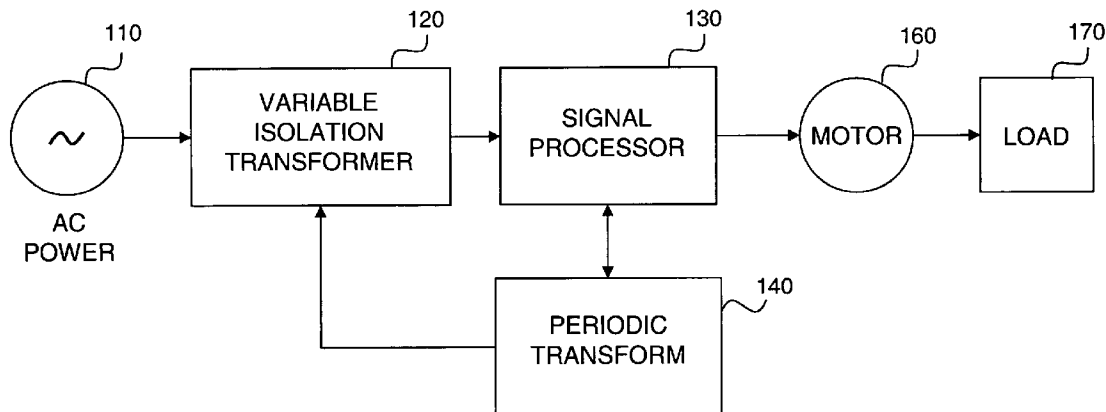 110
120
130
160
170
VARIABLE
ISOLATION
TRANSFORMER
SIGNAL
PROCESSOR
MOTOR
LOAD
AC
POWER
140
PERIODIC
TRANSFORM